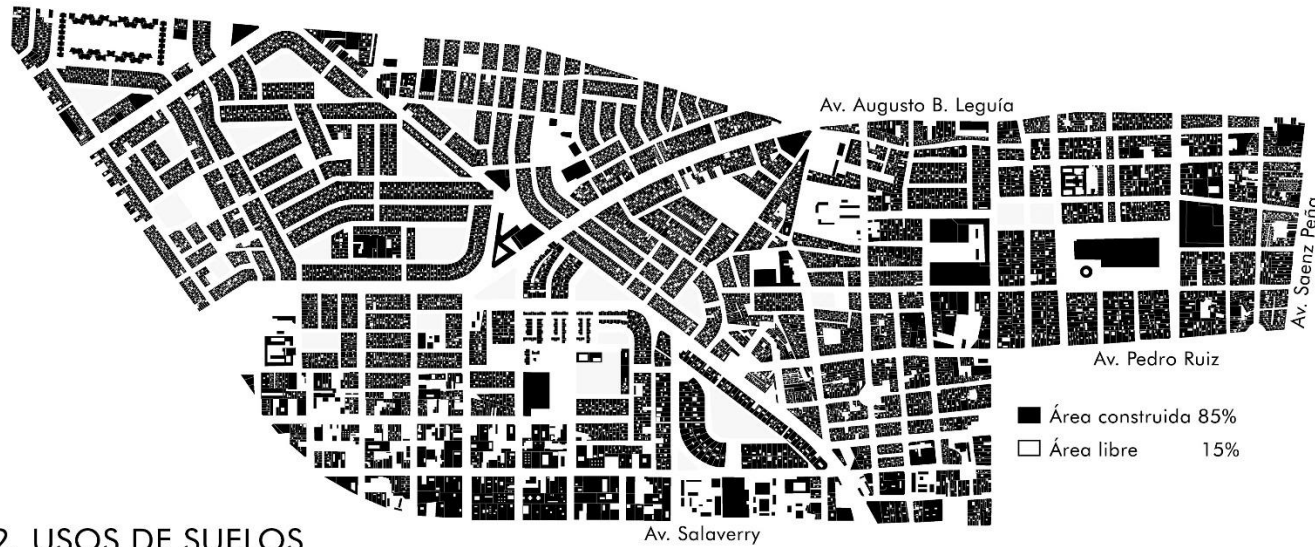 Av. Augusto B. Leguía
Av. Saenz Peña
Av. Pedro Ruiz
Área construida 85%
Área libre 15%
Av. Salaverry
2. USOS DE SUELOS